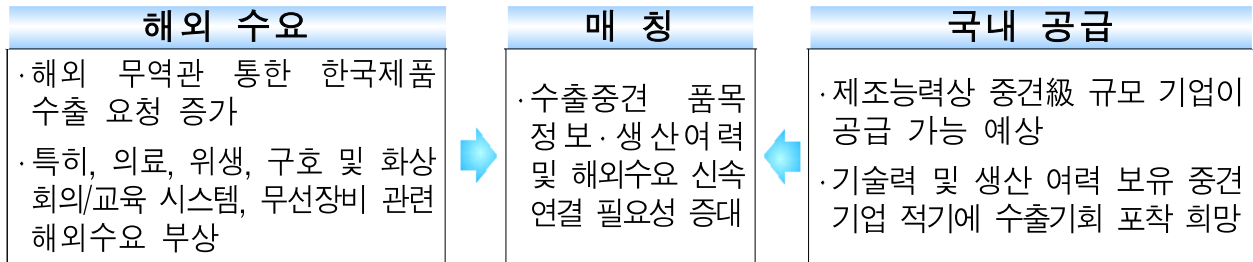 해외 수요
· 해외 무역관 통한 한국제품
수출 요청 증가
· 특히, 의료, 위생, 구호 및 화상
회의/교육 시스템, 무선장비 관련
해외수요 부상
매 칭
· 수출중견 품목
정보·생산여력
및 해외수요 신속
연결 필요성 증대
국내 공급
· 제조능력상 중견級 규모 기업이
공급 가능 예상
· 기술력 및 생산 여력 보유 중견
기업 적기에 수출기회 포착 희망